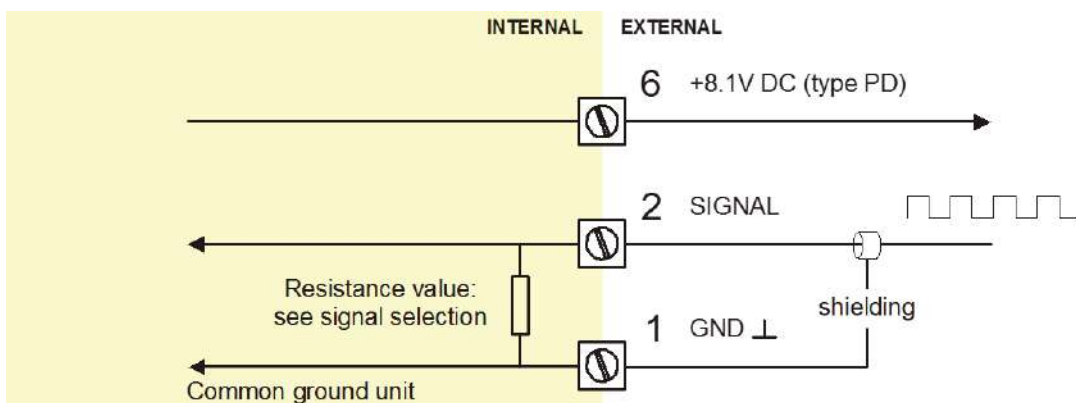 INTERNAL EXTERNAL
6 +8.1V DC (type PD)
2 SIGNAL
Resistance value:
see signal selection
shielding
1 GND
Common ground unit